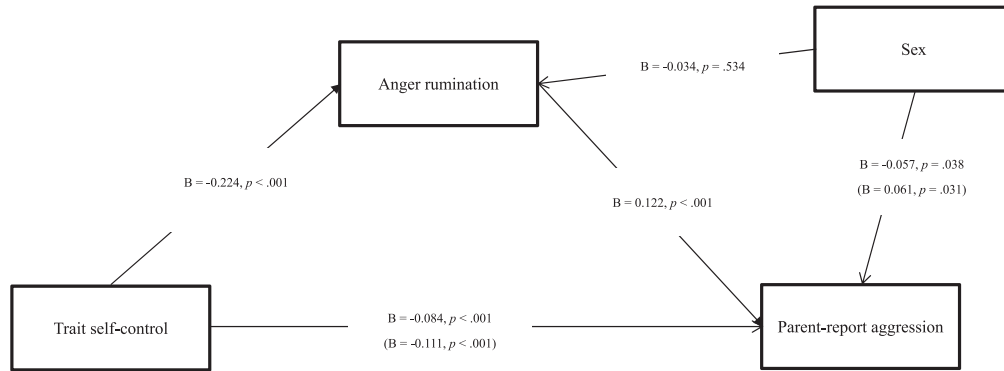 Sex
B = -0.034, p = .534
Anger rumination
B = -0.057, p = .038
(B = 0.061, p = .031)
B = -0.224, p < .001
B = 0.122, p < .001
Trait self-control
B = -0.084, p < .001
(B = -0.111, p < .001)
Parent-report aggression